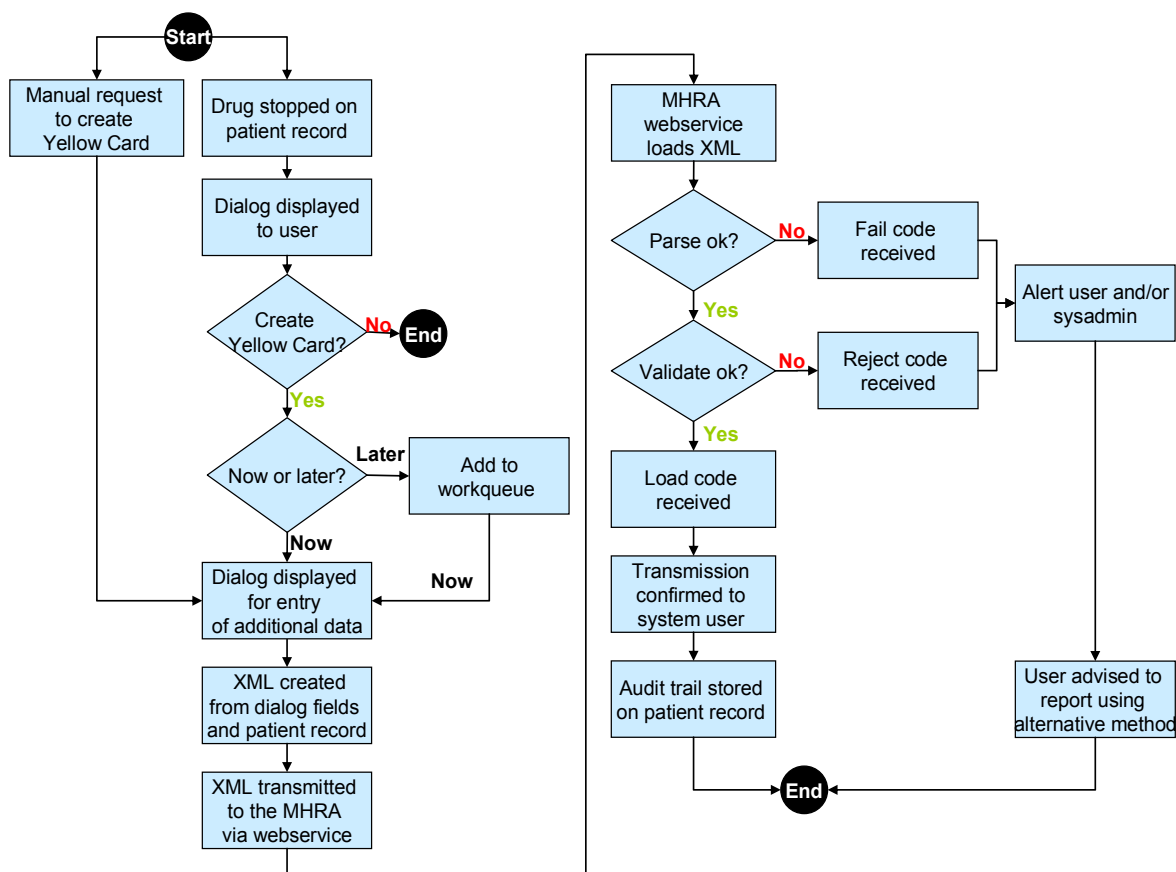 Start
Manual request
to create
Yellow Card
Drug stopped on
patient record
Dialog displayed
to user
Create
Yellow Card?
No
End
Yes
Now or later?
Later
Add to
workqueue
Now
Now
Dialog displayed
for entry
of additional data
XML created
from dialog fields
and patient record
XML transmitted
to the MHRA
via webservice
MHRA
webservice
loads XML
Parse ok?
No
Fail code
received
Yes
Validate ok?
No
Reject code
received
Alert user and/or
sysadmin
Yes
Load code
received
Transmission
confirmed to
system user
Audit trail stored
on patient record
User advised to
report using
alternative method
End